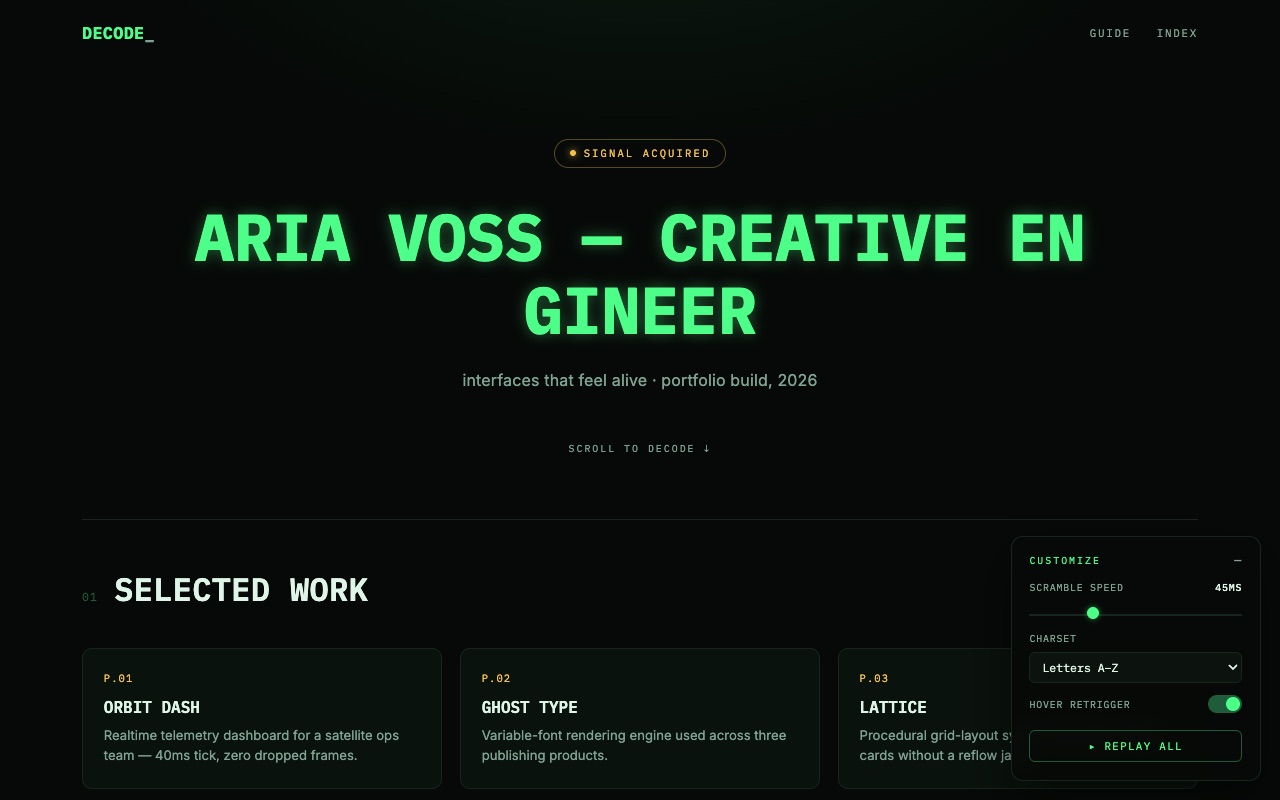 DECODE_
GUIDE INDEX
SIGNAL ACQUIRED
ARIA VOSS — CREATIVE EN
GINEER
interfaces that feel alive · portfolio build, 2026
SCROLL TO DECODE ↓
01 SELECTED WORK
P.01
ORBIT DASH
Realtime telemetry dashboard for a satellite ops
team — 40ms tick, zero dropped frames.
P.02
GHOST TYPE
Variable-font rendering engine used across three
publishing products.
P.03
LATTICE
Procedural grid-layout
cards without a reflow
CUSTOMIZE —
SCRAMBLE SPEED 45MS
CHARSET
Letters A–Z
HOVER RETRIGGER
▸ REPLAY ALL